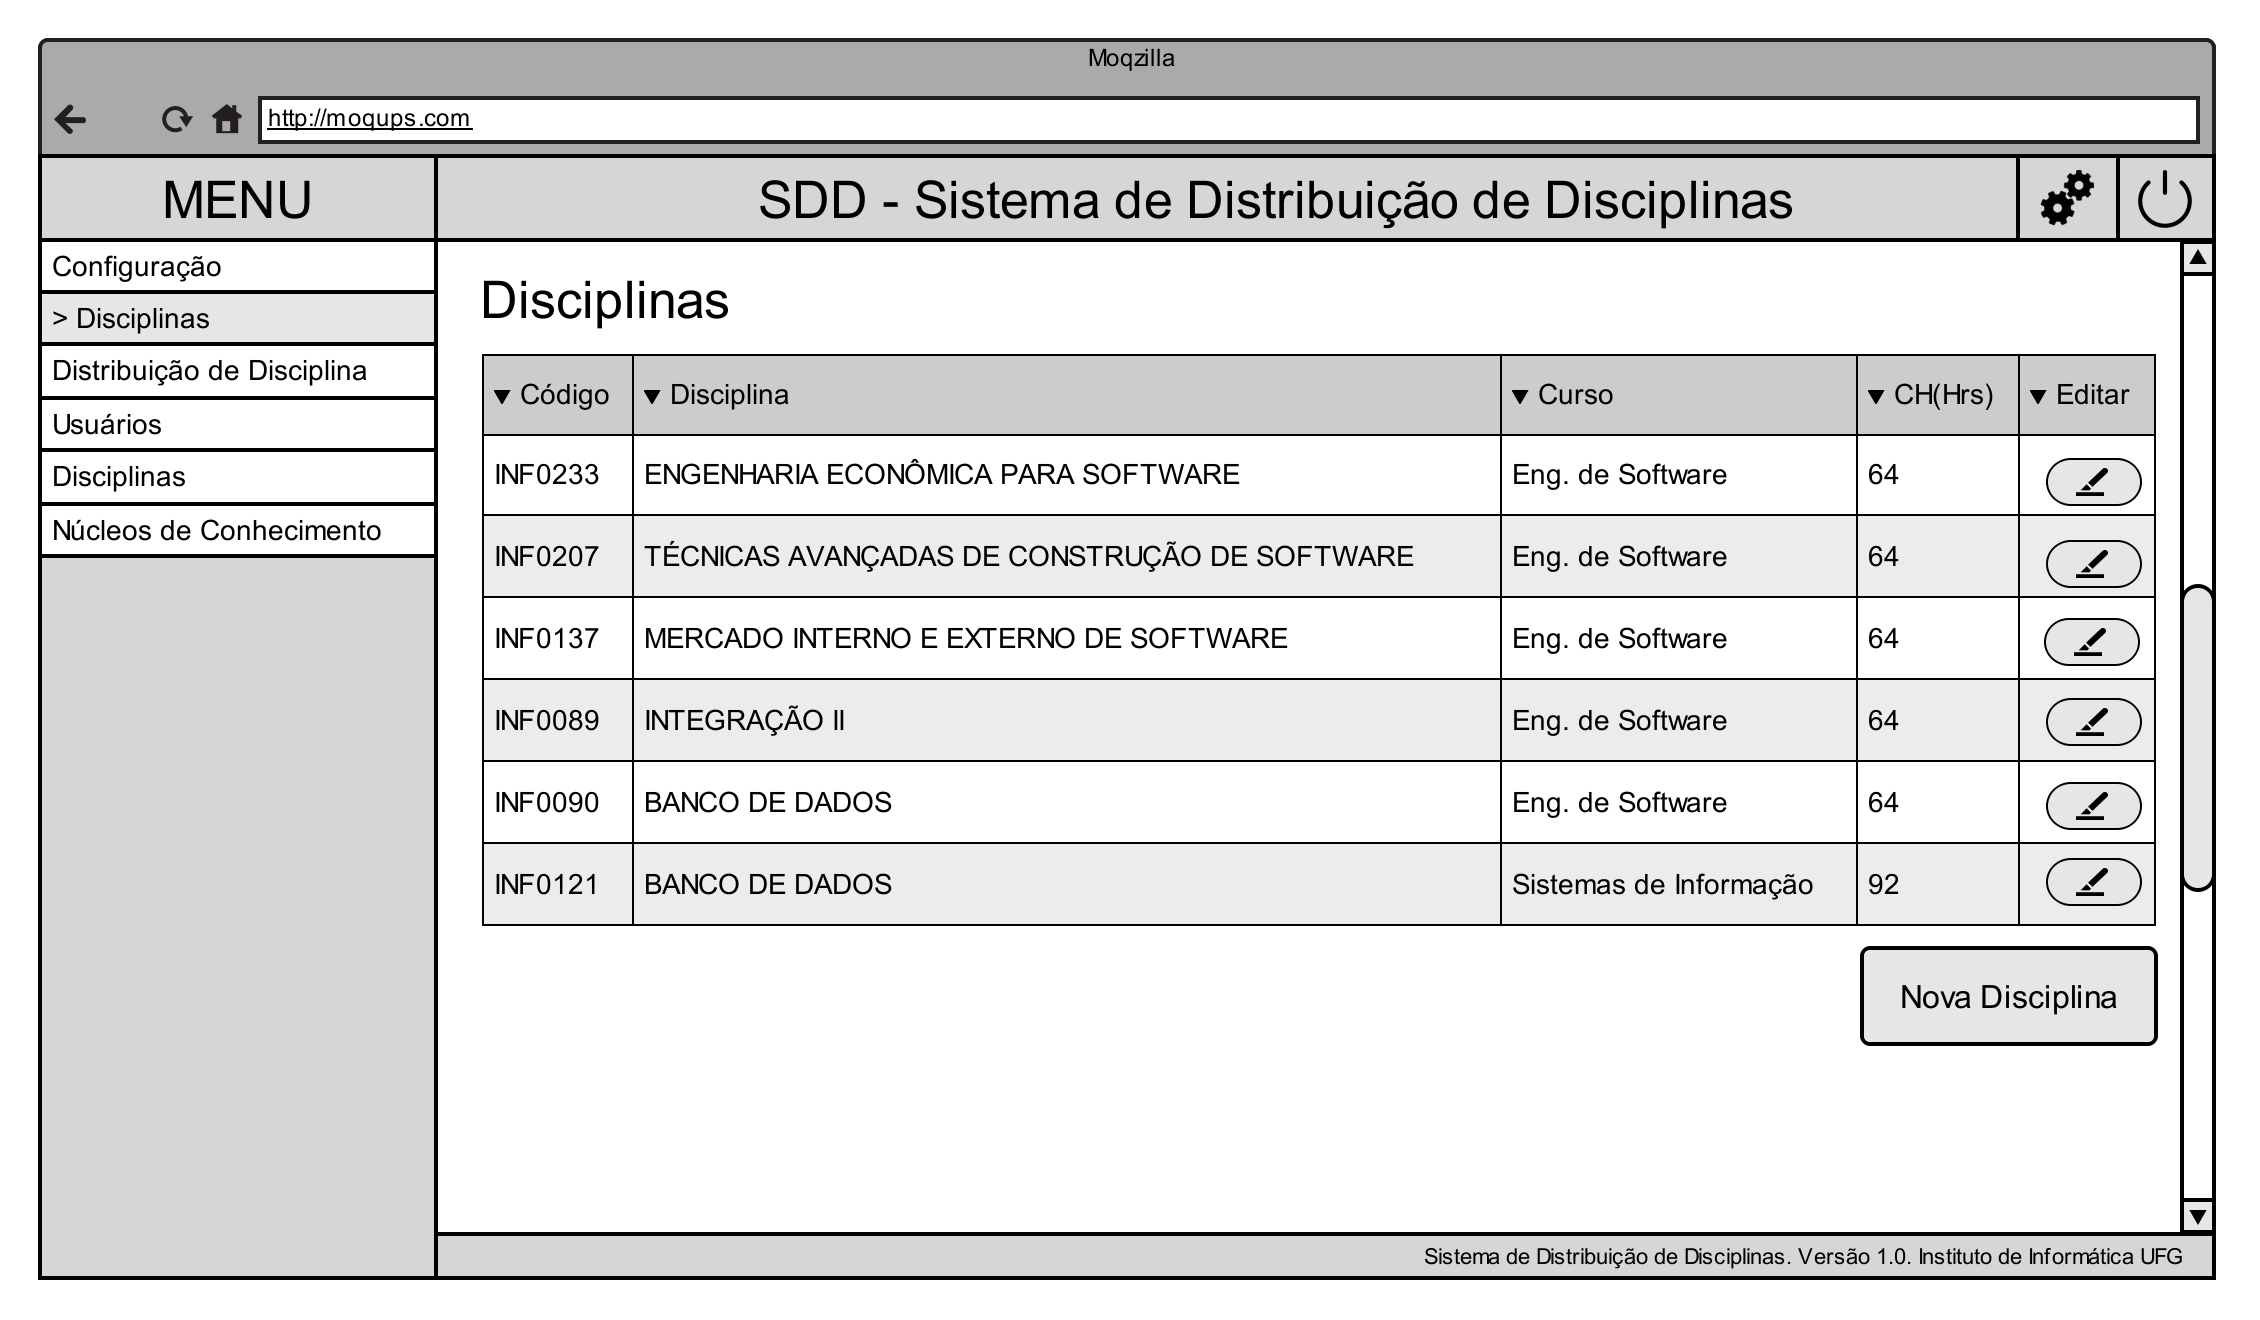 Moqzilla
http://moqups.com
MENU
SDD - Sistema de Distribuição de Disciplinas
Configuração
> Disciplinas
Distribuição de Disciplina
Usuários
Disciplinas
Núcleos de Conhecimento
Disciplinas
▼ Código ▼ Disciplina ▼ Curso ▼ CH(Hrs) ▼ Editar
INF0233 ENGENHARIA ECONÔMICA PARA SOFTWARE Eng. de Software 64
INF0207 TÉCNICAS AVANÇADAS DE CONSTRUÇÃO DE SOFTWARE Eng. de Software 64
INF0137 MERCADO INTERNO E EXTERNO DE SOFTWARE Eng. de Software 64
INF0089 INTEGRAÇÃO II Eng. de Software 64
INF0090 BANCO DE DADOS Eng. de Software 64
INF0121 BANCO DE DADOS Sistemas de Informação 92
Nova Disciplina
Sistema de Distribuição de Disciplinas. Versão 1.0. Instituto de Informática UFG